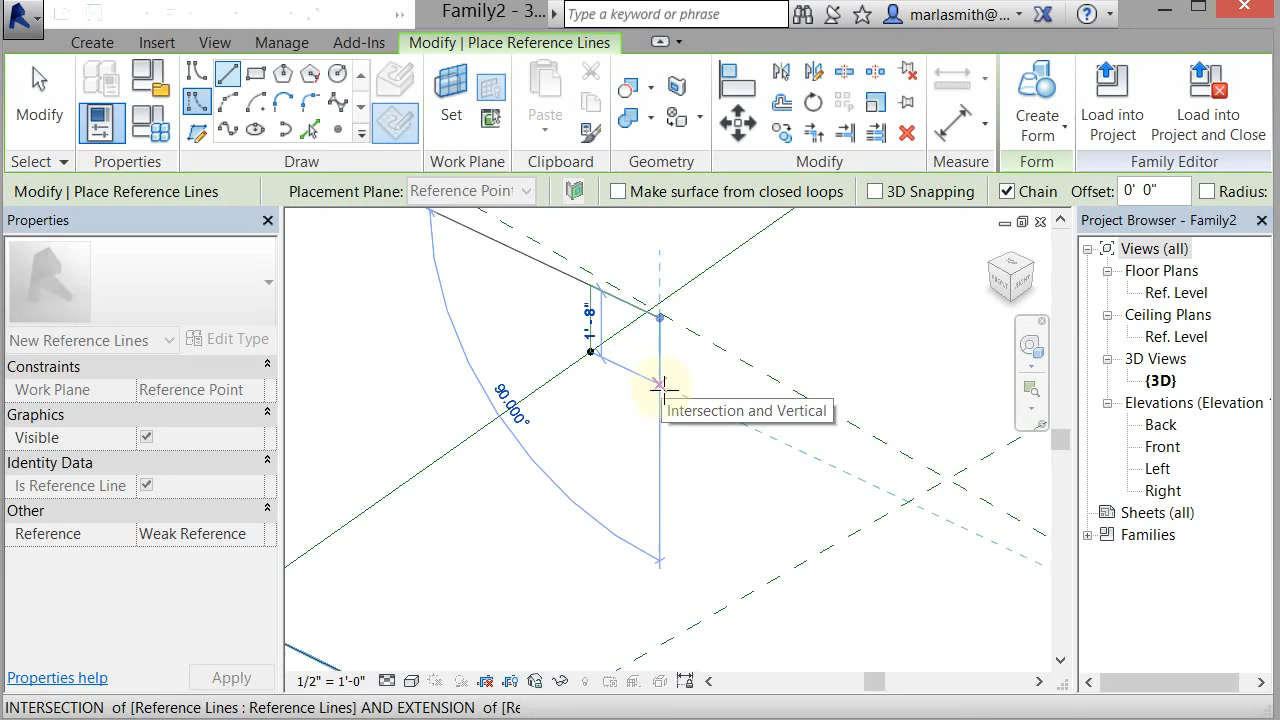 Family2 - 3...
Type a keyword or phrase
marlasmith@...
Create
Insert
View
Manage
Add-Ins
Modify | Place Reference Lines
Modify
Set
Paste
Create Form
Load into Project
Load into Project and Close
Select
Properties
Draw
Work Plane
Clipboard
Geometry
Modify
Measure
Form
Family Editor
Modify | Place Reference Lines
Placement Plane:
Reference Point
Make surface from closed loops
3D Snapping
Chain
Offset:
0' 0"
Radius:
Properties
New Reference Lines
Edit Type
Constraints
Work Plane
Reference Point
Graphics
Visible
Identity Data
Is Reference Line
Other
Reference
Weak Reference
Properties help
Apply
1' - 8"
90.000°
Intersection and Vertical
TOP
FRONT
RIGHT
1/2" = 1'-0"
Project Browser - Family2
Views (all)
Floor Plans
Ref. Level
Ceiling Plans
Ref. Level
3D Views
{3D}
Elevations (Elevation
Back
Front
Left
Right
Sheets (all)
Families
INTERSECTION of [Reference Lines : Reference Lines] AND EXTENSION of [Re